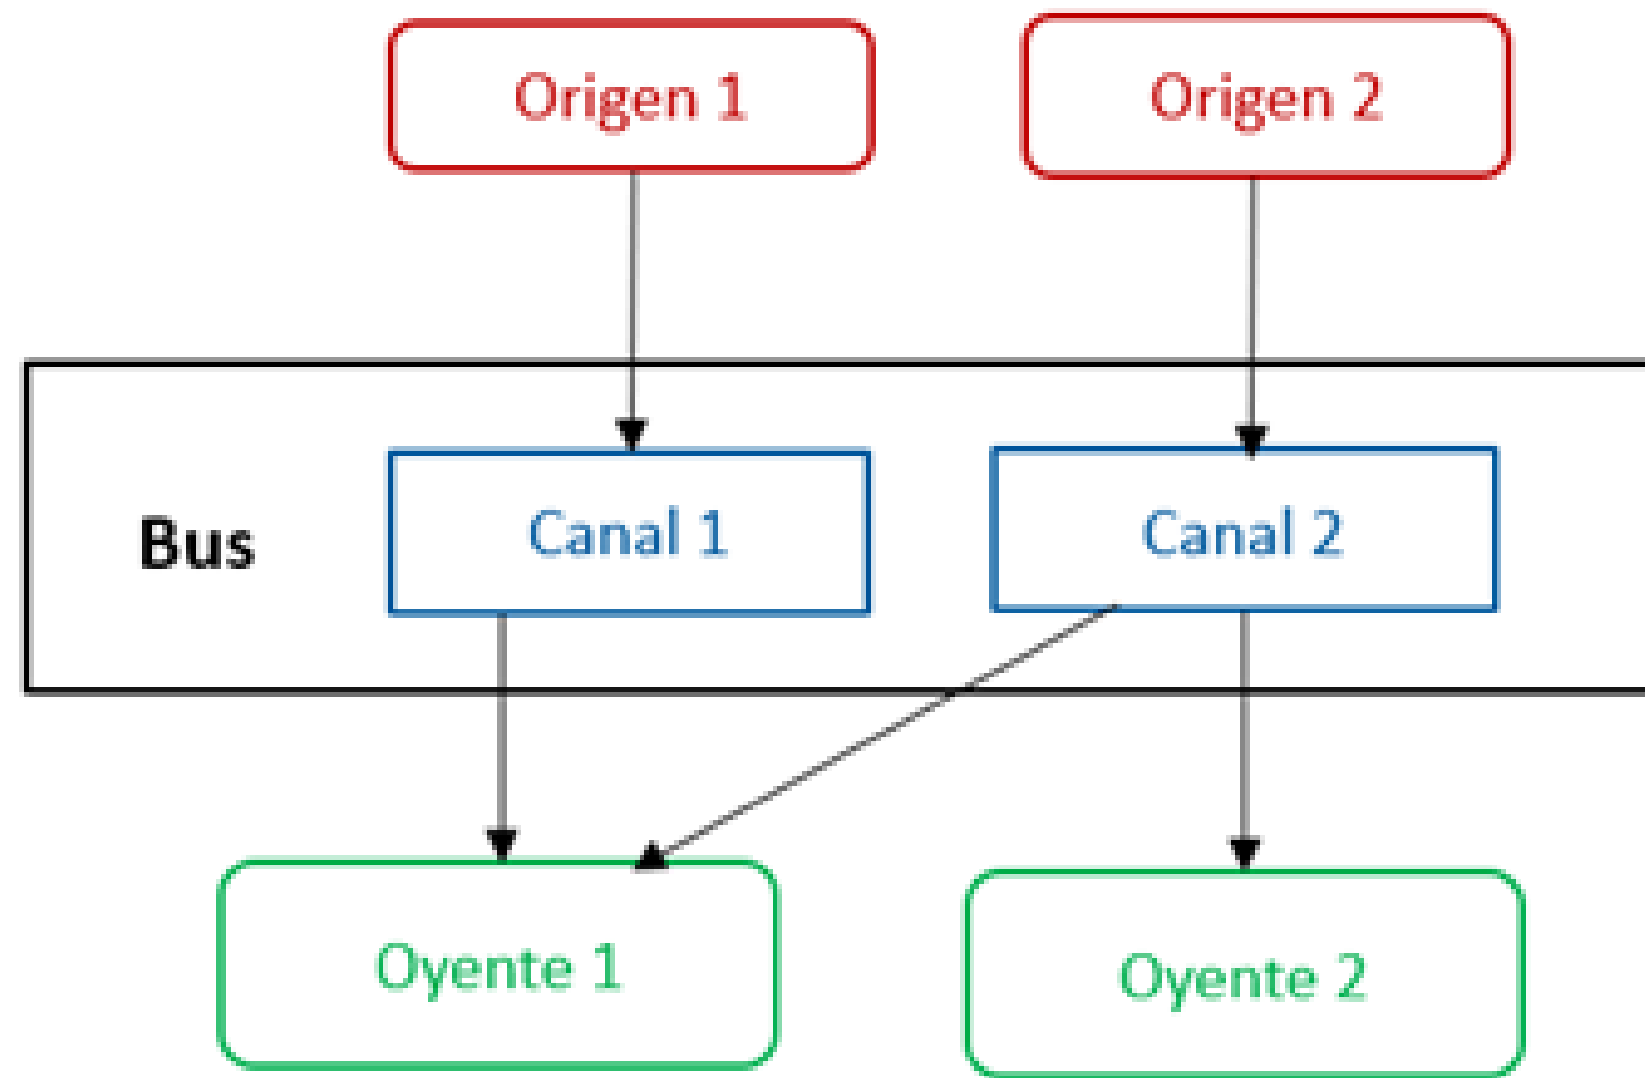 Origen 1
Origen 2
Bus
Canal 1
Canal 2
Oyente 1
Oyente 2